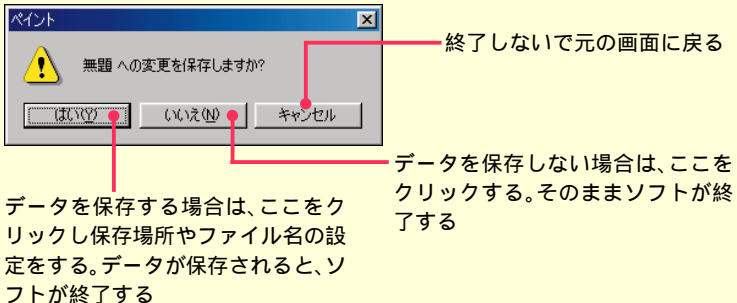 ペイント
無題 への変更を保存しますか?
はい(Y)
いいえ(N)
キャンセル
終了しないで元の画面に戻る
データを保存しない場合は、ここを
クリックする。そのままソフトが終
了する
データを保存する場合は、ここをク
リックし保存場所やファイル名の設
定をする。データが保存されると、ソ
フトが終了する